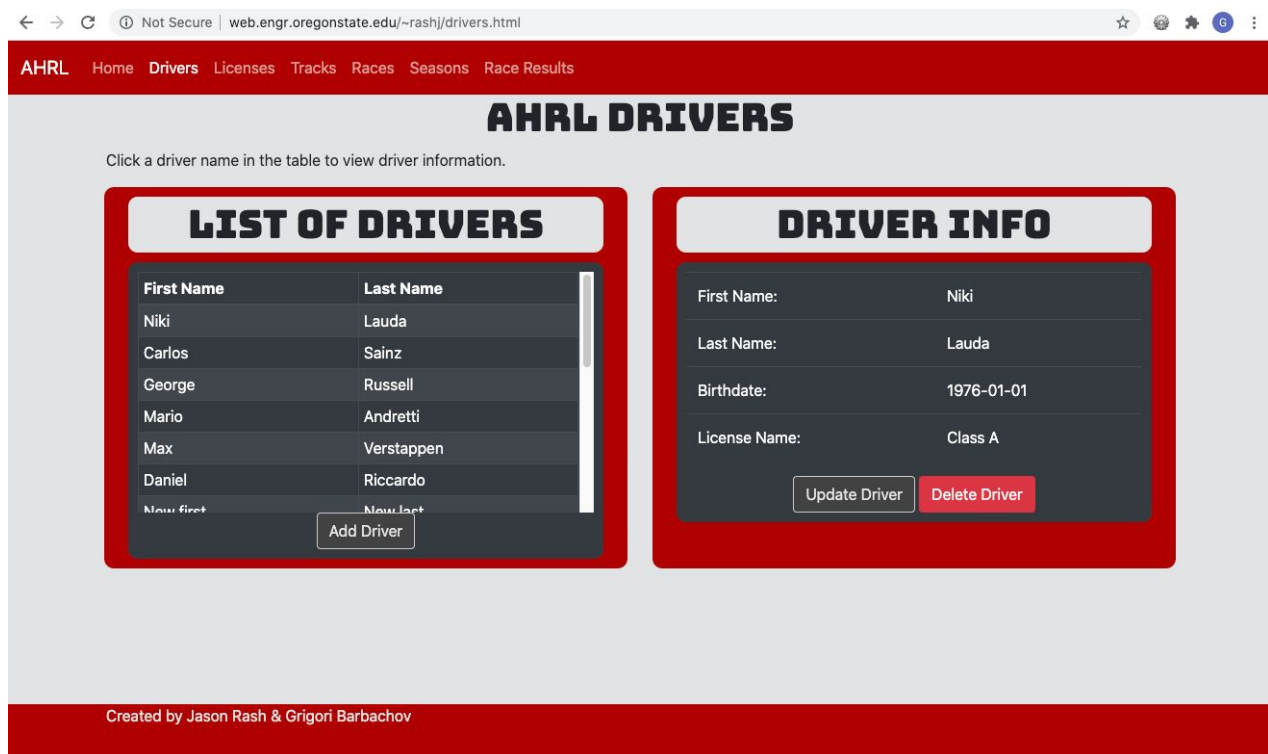 Not Secure | web.engr.oregonstate.edu/~rashj/drivers.html G
AHRL Home Drivers Licenses Tracks Races Seasons Race Results
AHRL DRIVERS
Click a driver name in the table to view driver information.
LIST OF DRIVERS
First Name Last Name
Niki Lauda
Carlos Sainz
George Russell
Mario Andretti
Max Verstappen
Daniel Riccardo
New first New last
Add Driver
DRIVER INFO
First Name: Niki
Last Name: Lauda
Birthdate: 1976-01-01
License Name: Class A
Update Driver Delete Driver
Created by Jason Rash & Grigori Barbachov